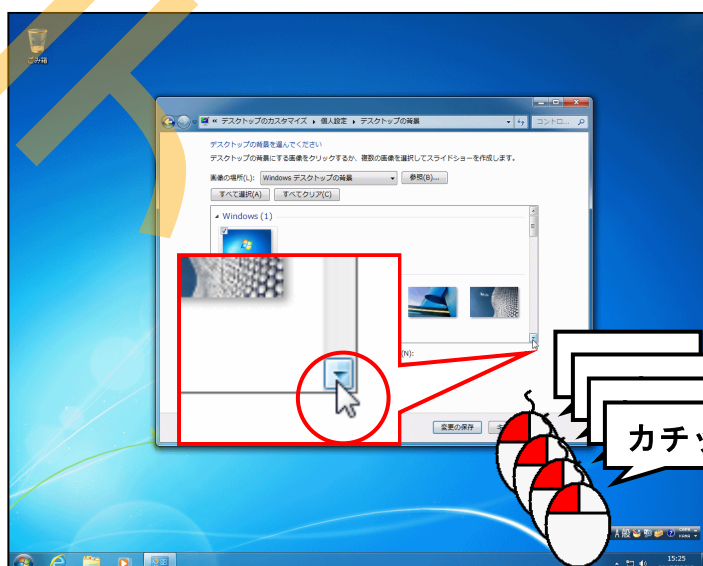 ごみ箱
« デスクトップのカスタマイズ ▸ 個人設定 ▸ デスクトップの背景
コントロ...
デスクトップの背景を選んでください
デスクトップの背景にする画像をクリックするか、複数の画像を選択してスライドショーを作成します。
画像の場所(L): Windows デスクトップの背景 参照(B)...
すべて選択(A) すべてクリア(C)
Windows (1)
(N):
変更の保存
カチッ
A 般
CAPS
KANA
15:25